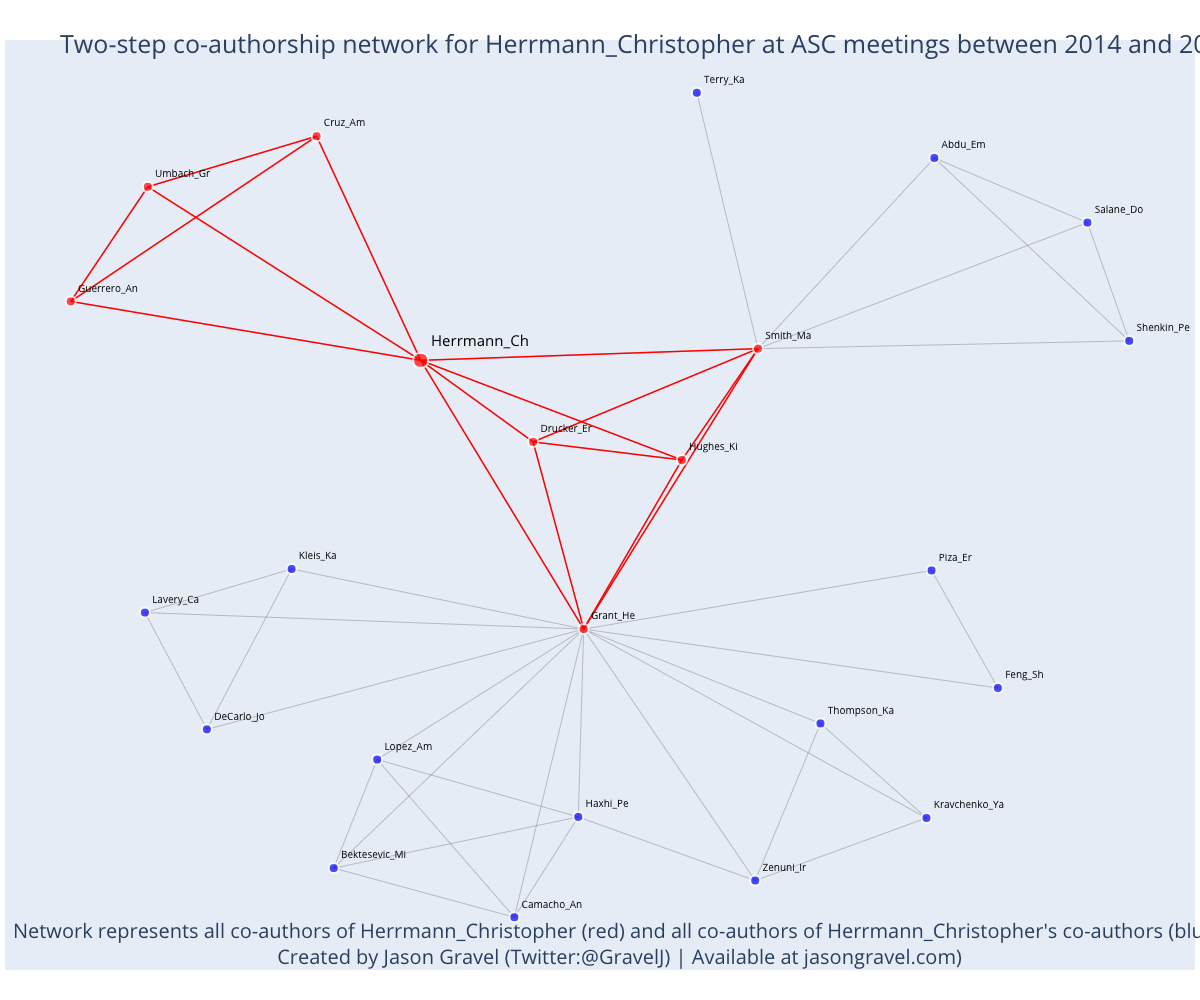 Two-step co-authorship network for Herrmann_Christopher at ASC meetings between 2014 and 20
Terry_Ka
Cruz_Am
Abdu_Em
Umbach_Gr
Salane_Do
Guerrero_An
Shenkin_Pe
Smith_Ma
Herrmann_Ch
Drucker_Er
Hughes_Ki
Kleis_Ka
Piza_Er
Lavery_Ca
Grant_He
Feng_Sh
DeCarlo_Jo
Thompson_Ka
Lopez_Am
Haxhi_Pe
Kravchenko_Ya
Bektesevic_Mi
Zenuni_Ir
Camacho_An
Network represents all co-authors of Herrmann_Christopher (red) and all co-authors of Herrmann_Christopher's co-authors (blu
Created by Jason Gravel (Twitter:@GravelJ) | Available at jasongravel.com)